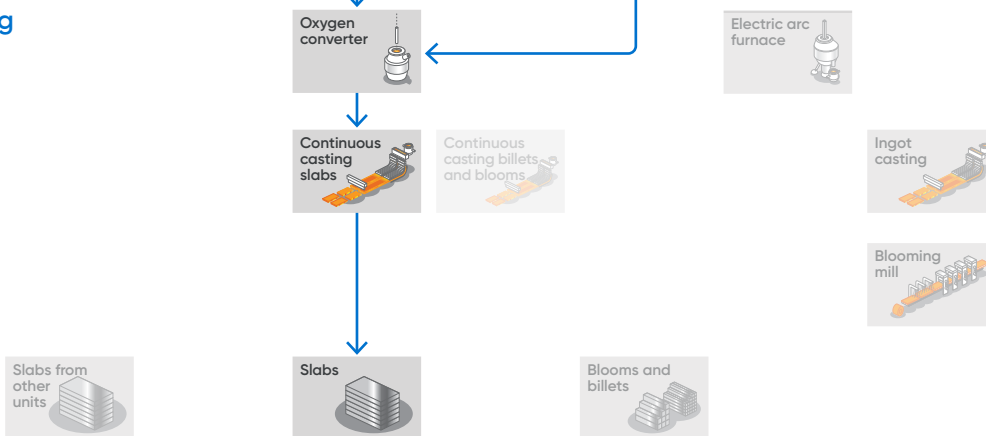 g
Oxygen
converter
Electric arc
furnace
Continuous
casting
slabs
Continuous
casting billets
and blooms
Ingot
casting
Blooming
mill
Slabs from
other
units
Slabs
Blooms and
billets